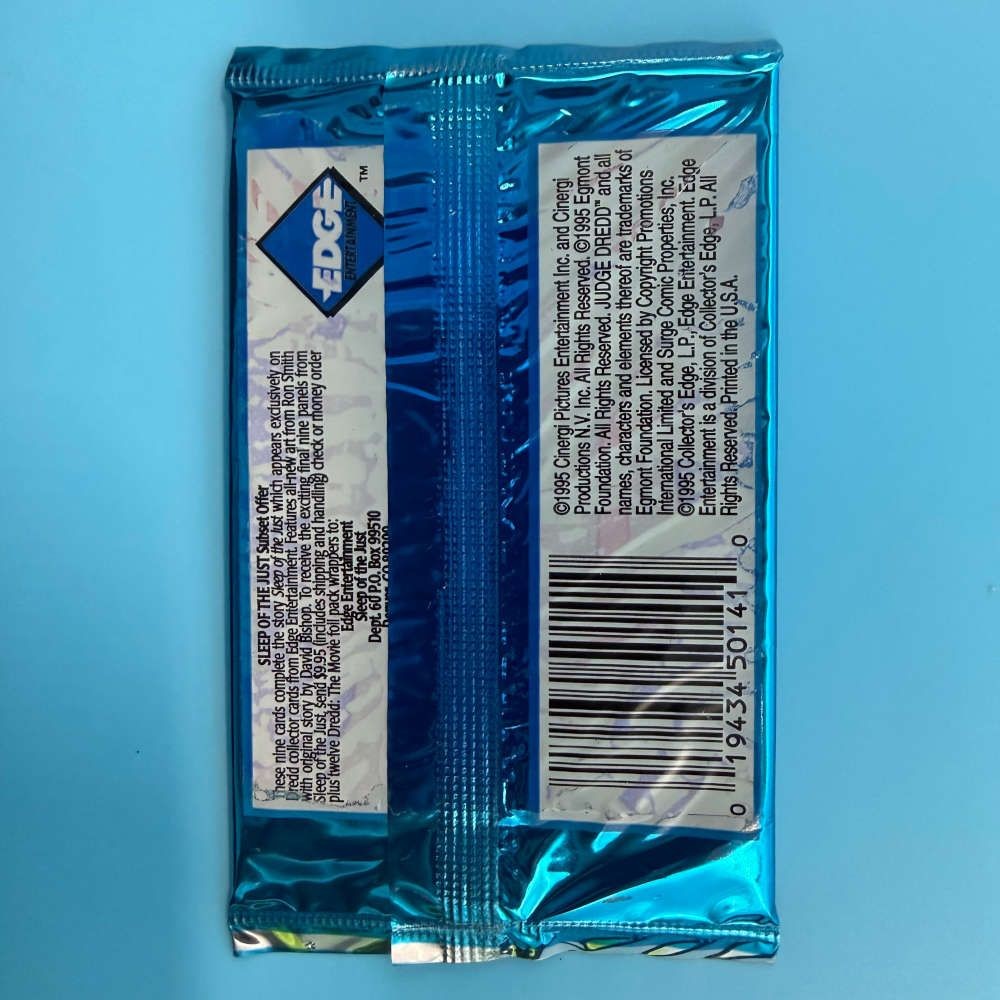 EDGE
ENTERTAINMENT
TM
SLEEP OF THE JUST Subset Offer
These nine cards complete the story Sleep of the Just which appears exclusively on
Dredd collector cards from Edge Entertainment. Features all-new art from Ron Smith
with original story by David Bishop. To receive the exciting final nine panels from
Sleep of the Just, send $9.95 (includes shipping and handling) check or money order
plus twelve Dredd: The Movie foil pack wrappers to:
Edge Entertainment
Sleep of the Just
Dept. 60 P.O. Box 99510
©1995 Cinergi Pictures Entertainment Inc. and Cinergi
Productions N.V. Inc. All Rights Reserved. ©1995 Egmont
Foundation. All Rights Reserved. JUDGE DREDD™ and all
names, characters and elements thereof are trademarks of
Egmont Foundation. Licensed by Copyright Promotions
International Limited and Surge Comic Properties, Inc.
©1995 Collector's Edge, L.P., Edge Entertainment. Edge
Entertainment is a division of Collector's Edge, L.P. All
Rights Reserved. Printed in the U.S.A.
0 19434 50141 0